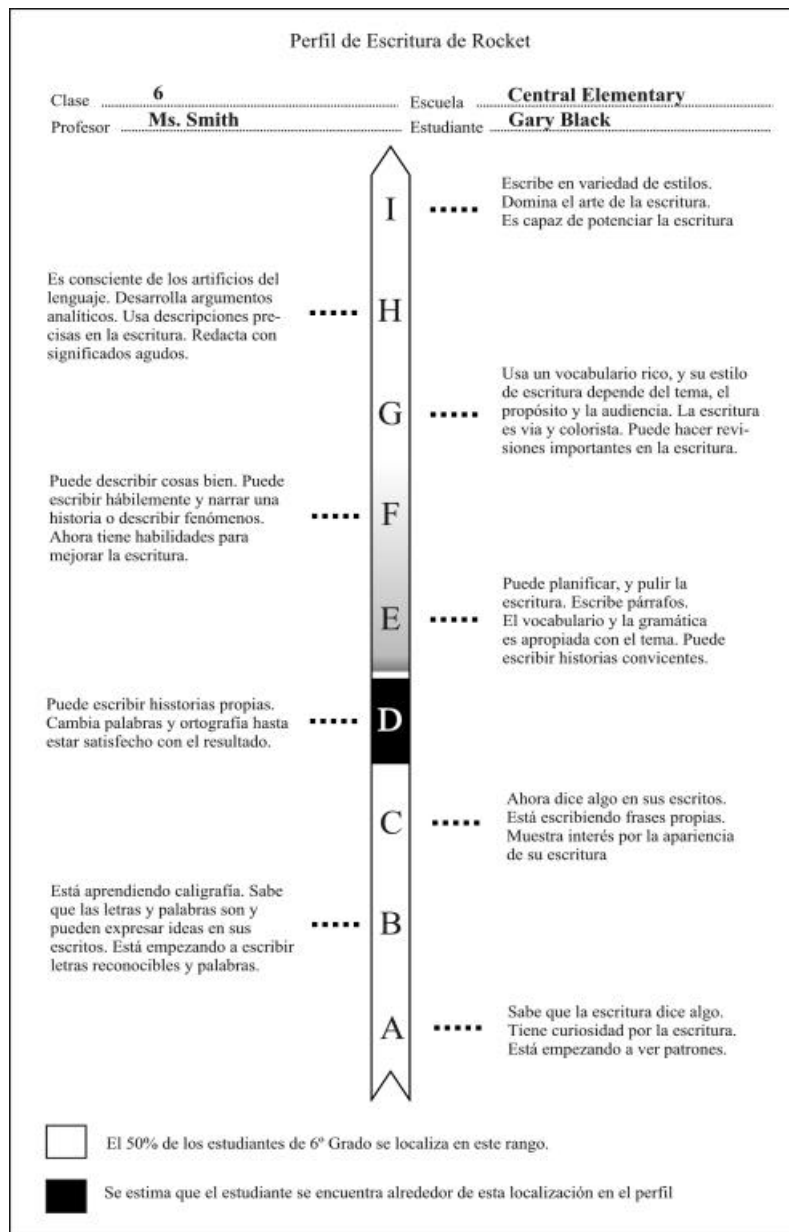 Perfil de Escritura de Rocket
Clase 6 Escuela Central Elementary
Profesor Ms. Smith Estudiante Gary Black
I
Escribe en variedad de estilos.
Domina el arte de la escritura.
Es capaz de potenciar la escritura
Es consciente de los artificios del
lenguaje. Desarrolla argumentos
analíticos. Usa descripciones pre-
cisas en la escritura. Redacta con
significados agudos.
H
G
Usa un vocabulario rico, y su estilo
de escritura depende del tema, el
propósito y la audiencia. La escritura
es via y colorista. Puede hacer revi-
siones importantes en la escritura.
Puede describir cosas bien. Puede
escribir hábilmente y narrar una
historia o describir fenómenos.
Ahora tiene habilidades para
mejorar la escritura.
F
E
Puede planificar, y pulir la
escritura. Escribe párrafos.
El vocabulario y la gramática
es apropiada con el tema. Puede
escribir historias convicentes.
Puede escribir hisstorias propias.
Cambia palabras y ortografía hasta
estar satisfecho con el resultado.
D
C
Ahora dice algo en sus escritos.
Está escribiendo frases propias.
Muestra interés por la apariencia
de su escritura
Está aprendiendo caligrafía. Sabe
que las letras y palabras son y
pueden expresar ideas en sus
escritos. Está empezando a escribir
letras reconocibles y palabras.
B
A
Sabe que la escritura dice algo.
Tiene curiosidad por la escritura.
Está empezando a ver patrones.
El 50% de los estudiantes de 6º Grado se localiza en este rango.
Se estima que el estudiante se encuentra alrededor de esta localización en el perfil